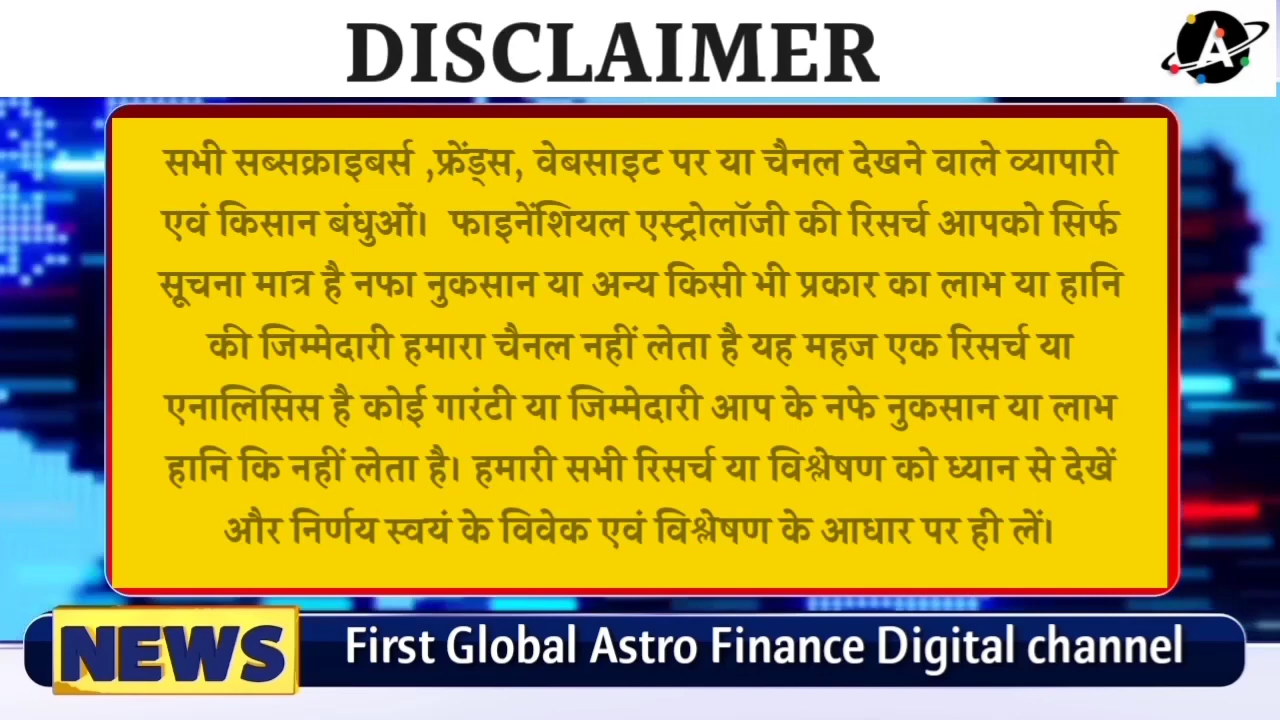 DISCLAIMER
A
सभी सब्सक्राइबर्स ,फ्रेंड्स, वेबसाइट पर या चैनल देखने वाले व्यापारी
एवं किसान बंधुओं।  फाइनेंशियल एस्ट्रोलॉजी की रिसर्च आपको सिर्फ
सूचना मात्र है नफा नुकसान या अन्य किसी भी प्रकार का लाभ या हानि
की जिम्मेदारी हमारा चैनल नहीं लेता है यह महज एक रिसर्च या
एनालिसिस है कोई गारंटी या जिम्मेदारी आप के नफे नुकसान या लाभ
हानि कि नहीं लेता है। हमारी सभी रिसर्च या विश्लेषण को ध्यान से देखें
और निर्णय स्वयं के विवेक एवं विश्लेषण के आधार पर ही लें।
NEWS
First Global Astro Finance Digital channel